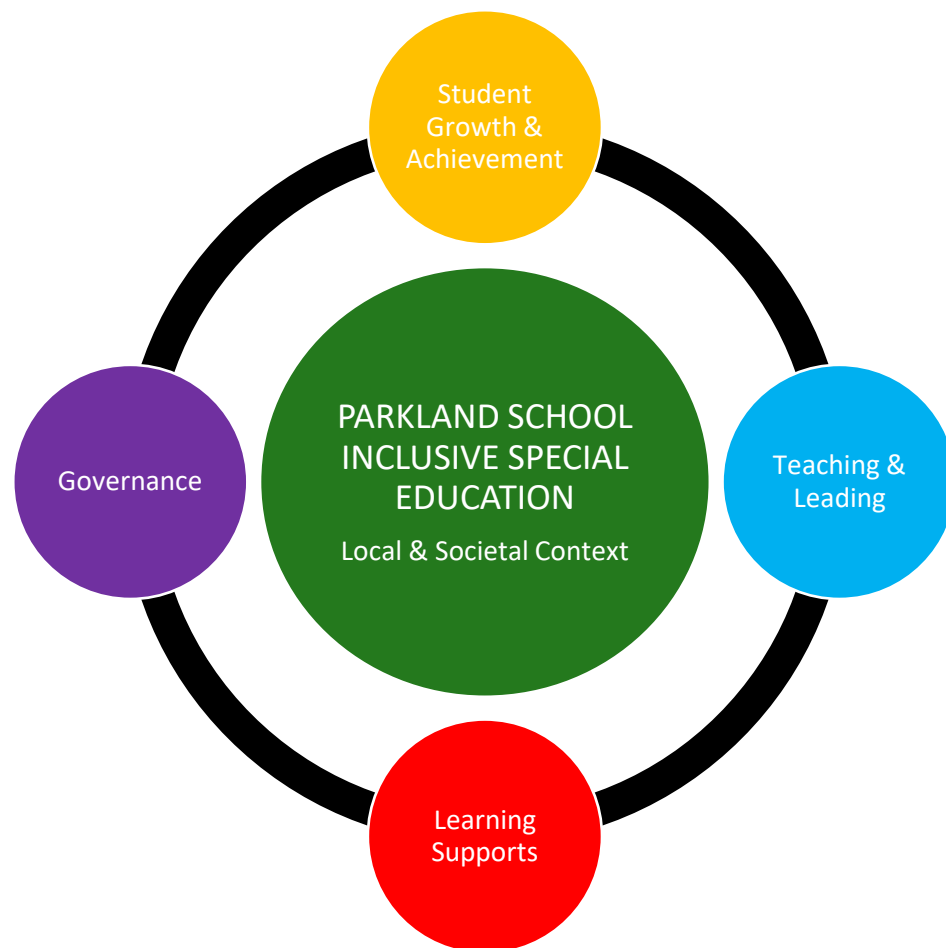 Student
Growth &
Achievement
PARKLAND SCHOOL
INCLUSIVE SPECIAL
EDUCATION
Local & Societal Context
Governance
Teaching &
Leading
Learning
Supports